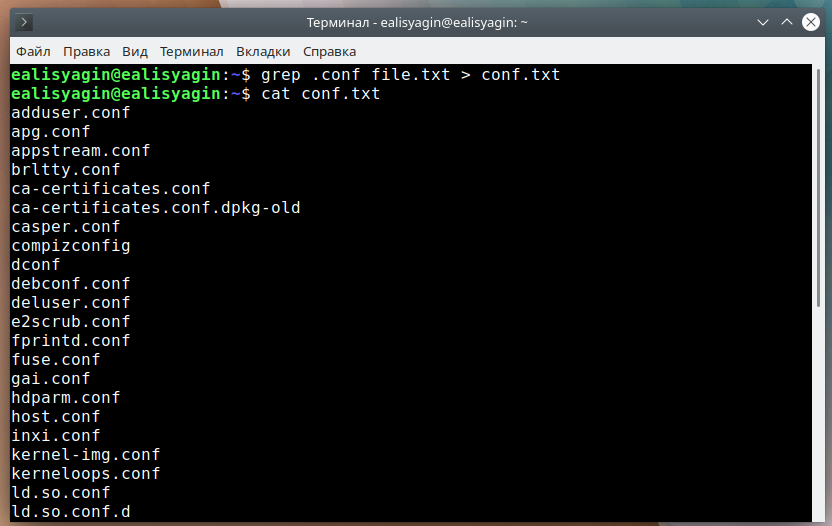 Терминал - ealisyagin@ealisyagin: ~
Файл Правка Вид Терминал Вкладки Справка
ealisyagin@ealisyagin:~$ grep .conf file.txt > conf.txt
ealisyagin@ealisyagin:~$ cat conf.txt
adduser.conf
apg.conf
appstream.conf
brltty.conf
ca-certificates.conf
ca-certificates.conf.dpkg-old
casper.conf
compizconfig
dconf
debconf.conf
deluser.conf
e2scrub.conf
fprintd.conf
fuse.conf
gai.conf
hdparm.conf
host.conf
inxi.conf
kernel-img.conf
kerneloops.conf
ld.so.conf
ld.so.conf.d